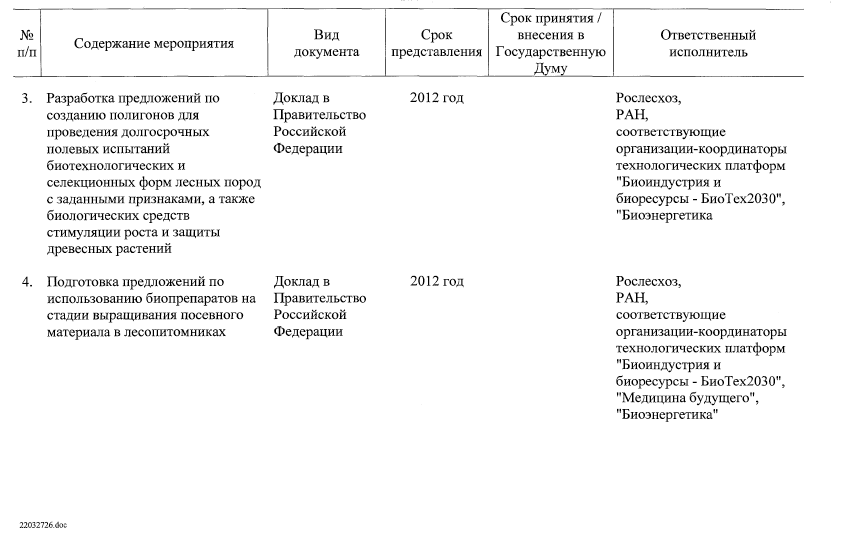 №
п/п
Содержание мероприятия
Вид
документа
Срок
представления
Срок принятия /
внесения в
Государственную
Думу
Ответственный
исполнитель
3.
Разработка предложений по
созданию полигонов для
проведения долгосрочных
полевых испытаний
биотехнологических и
селекционных форм лесных пород
с заданными признаками, а также
биологических средств
стимуляции роста и защиты
древесных растений
Доклад в
Правительство
Российской
Федерации
2012 год
Рослесхоз,
РАН,
соответствующие
организации-координаторы
технологических платформ
"Биоиндустрия и
биоресурсы - БиоТех2030",
"Биоэнергетика
4.
Подготовка предложений по
использованию биопрепаратов на
стадии выращивания посевного
материала в лесопитомниках
Доклад в
Правительство
Российской
Федерации
2012 год
Рослесхоз,
РАН,
соответствующие
организации-координаторы
технологических платформ
"Биоиндустрия и
биоресурсы - БиоТех2030",
"Медицина будущего",
"Биоэнергетика"
22032726.doc